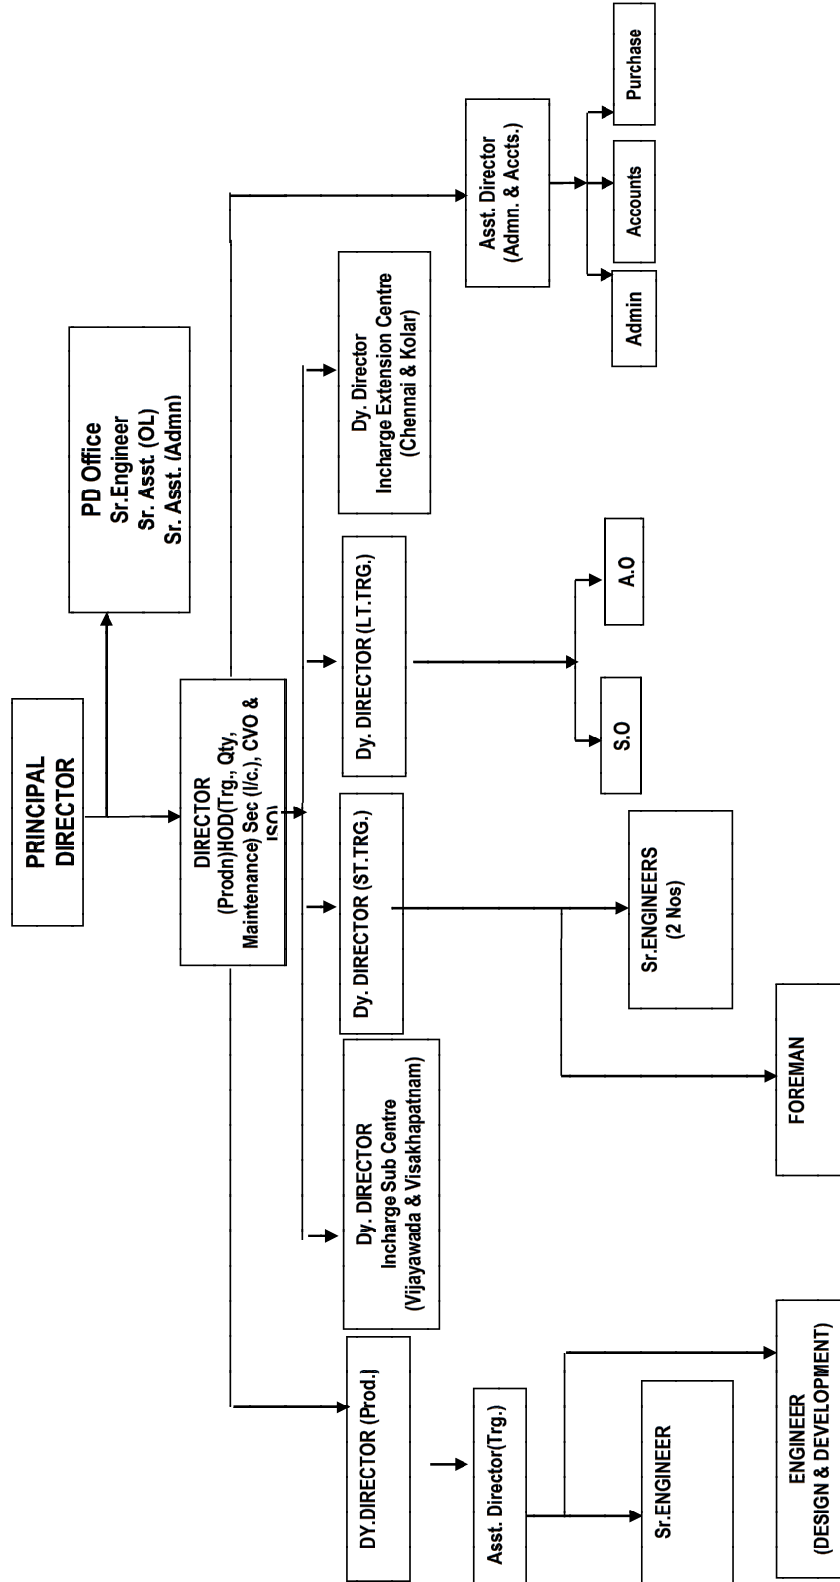 PRINCIPAL
DIRECTOR
PD Office
Sr.Engineer
Sr. Asst. (OL)
Sr. Asst. (Admn)
DIRECTOR
(Prodn)HOD(Trg., Qty,
Maintenance) Sec (I/c.), CVO &
ISO)
DY.DIRECTOR (Prod.)
Dy. DIRECTOR
Incharge Sub Centre
(Vijayawada & Visakhapatnam)
Dy. DIRECTOR (ST.TRG.)
Dy. DIRECTOR (LT.TRG.)
Dy. Director
Incharge Extension Centre
(Chennai & Kolar)
Asst. Director
(Admn. & Accts.)
Asst. Director(Trg.)
Sr.ENGINEER
Sr.ENGINEERS
(2 Nos)
S.O
A.O
Admin
Accounts
Purchase
ENGINEER
(DESIGN & DEVELOPMENT)
FOREMAN